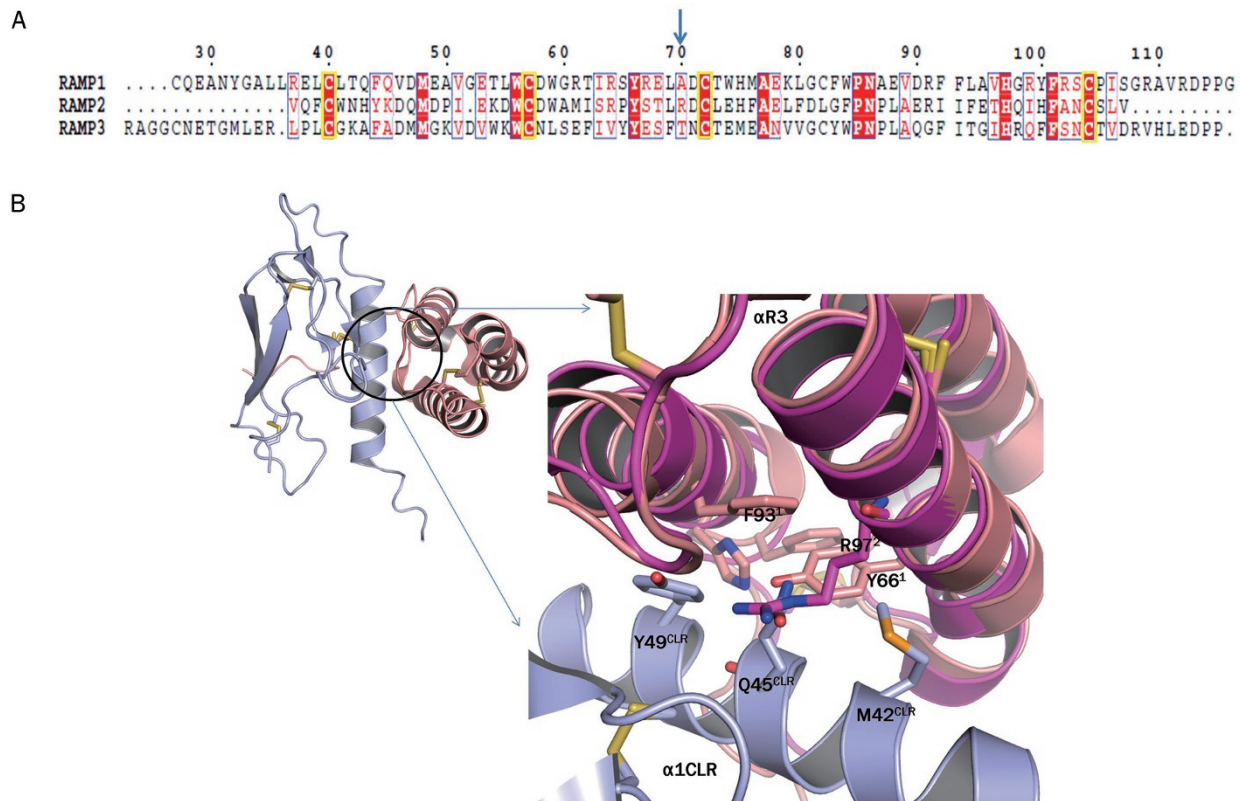 A
30 40 50 60 70 80 90 100 110
RAMP1 ....CQEANYGALLRELCLTQFQVDMEAVGETLWCDWGRTIRSYRELADCTWHMAEKLGCFWPNAEVDRF FLAVHGRYFRSCPISGRAVRDPPG
RAMP2 ..............VQFCWNHYKDQMDPI.EKDWCDWAMISRPYSTLRDCLEHFAELFDLGFPNPLAERI IFETHQIHFANCSLV..........
RAMP3 RAGGCNETGMLER.LPLCGKAFADMMGKVDVWKWCNLSEFIVYYESFTNCTEMEANVVGCYWPNPLAQGF ITGIHRQFFSNCTVDRVHLEDPP.
B
αR3
F93¹
R97²
Y66¹
Y49ᶜᴸᴿ
Q45ᶜᴸᴿ
M42ᶜᴸᴿ
α1CLR